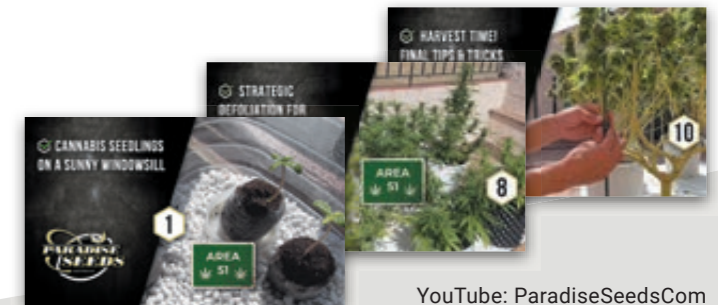 HARVEST TIME!
FINAL TIPS & TRICKS
10
STRATEGIC
DEFOLIATION FOR
AREA
51
8
CANNABIS SEEDLINGS
ON A SUNNY WINDOWSILL
1
PARADISE
SEEDS
AREA
51
YouTube: ParadiseSeedsCom